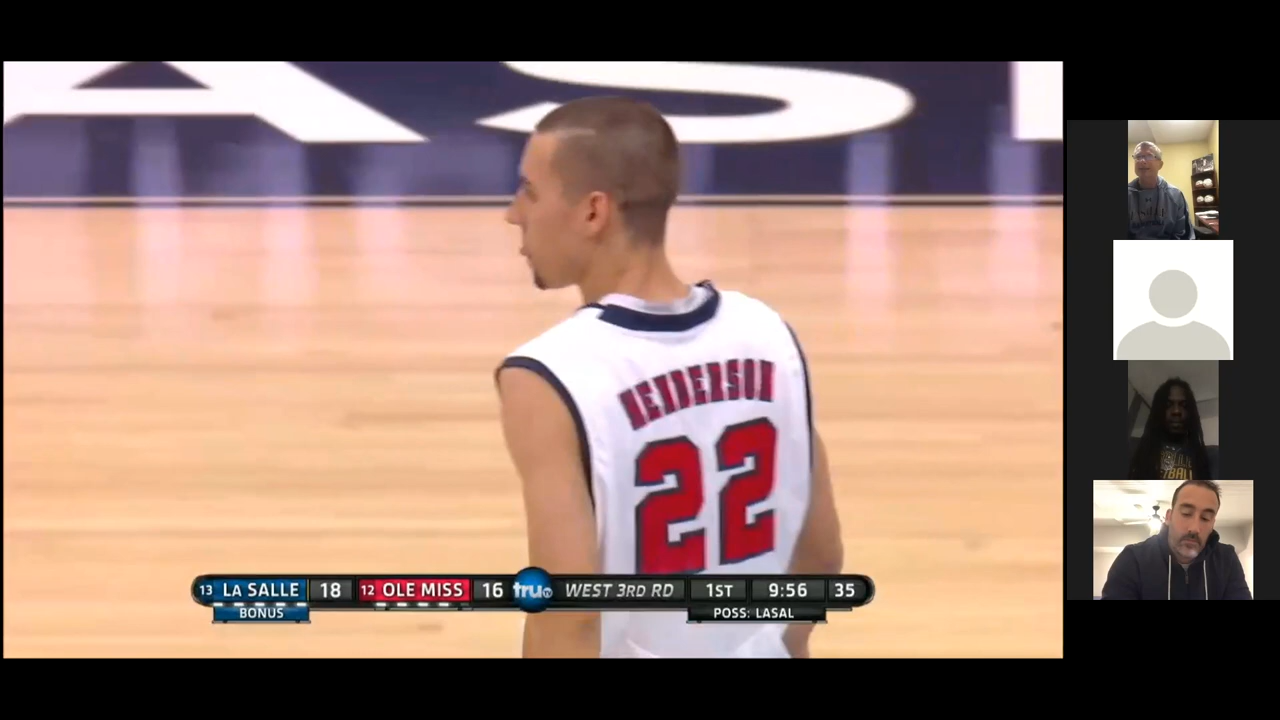 AS
HENDERSON
22
13 LA SALLE 18 12 OLE MISS 16 truTV WEST 3RD RD 1ST 9:56 35
BONUS POSS: LASAL